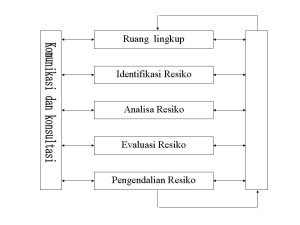 Komunikasi dan konsultasi
Ruang lingkup
Identifikasi Resiko
Analisa Resiko
Evaluasi Resiko
Pengendalian Resiko